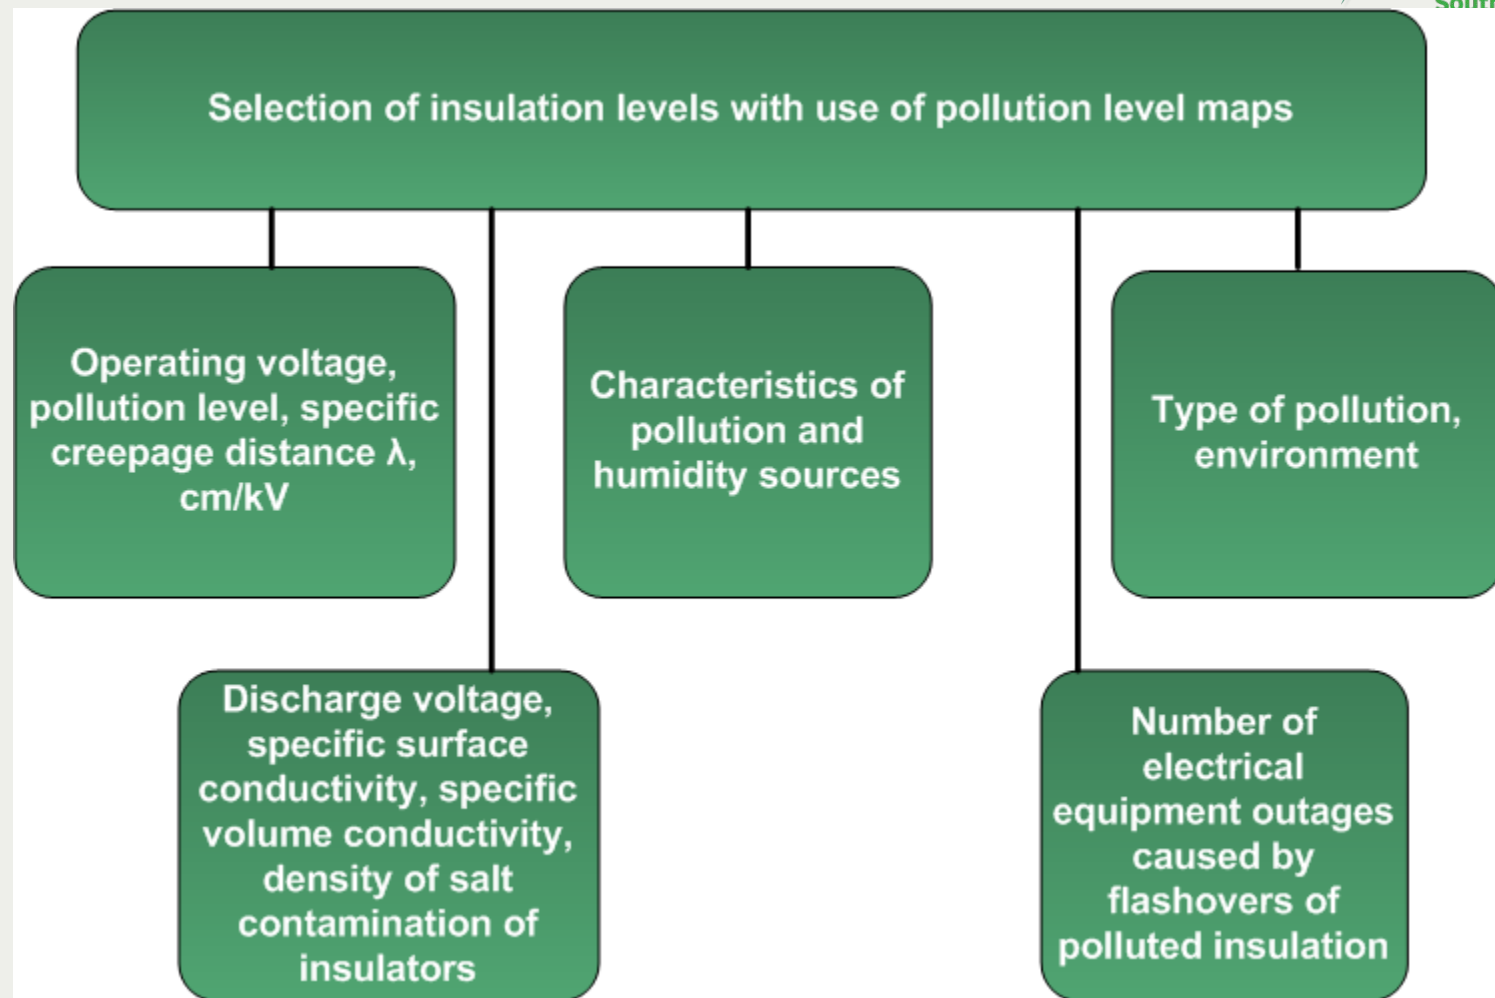 Selection of insulation levels with use of pollution level maps
Operating voltage,
pollution level, specific
creepage distance λ,
cm/kV
Characteristics of
pollution and
humidity sources
Type of pollution,
environment
Discharge voltage,
specific surface
conductivity, specific
volume conductivity,
density of salt
contamination of
insulators
Number of
electrical
equipment outages
caused by
flashovers of
polluted insulation